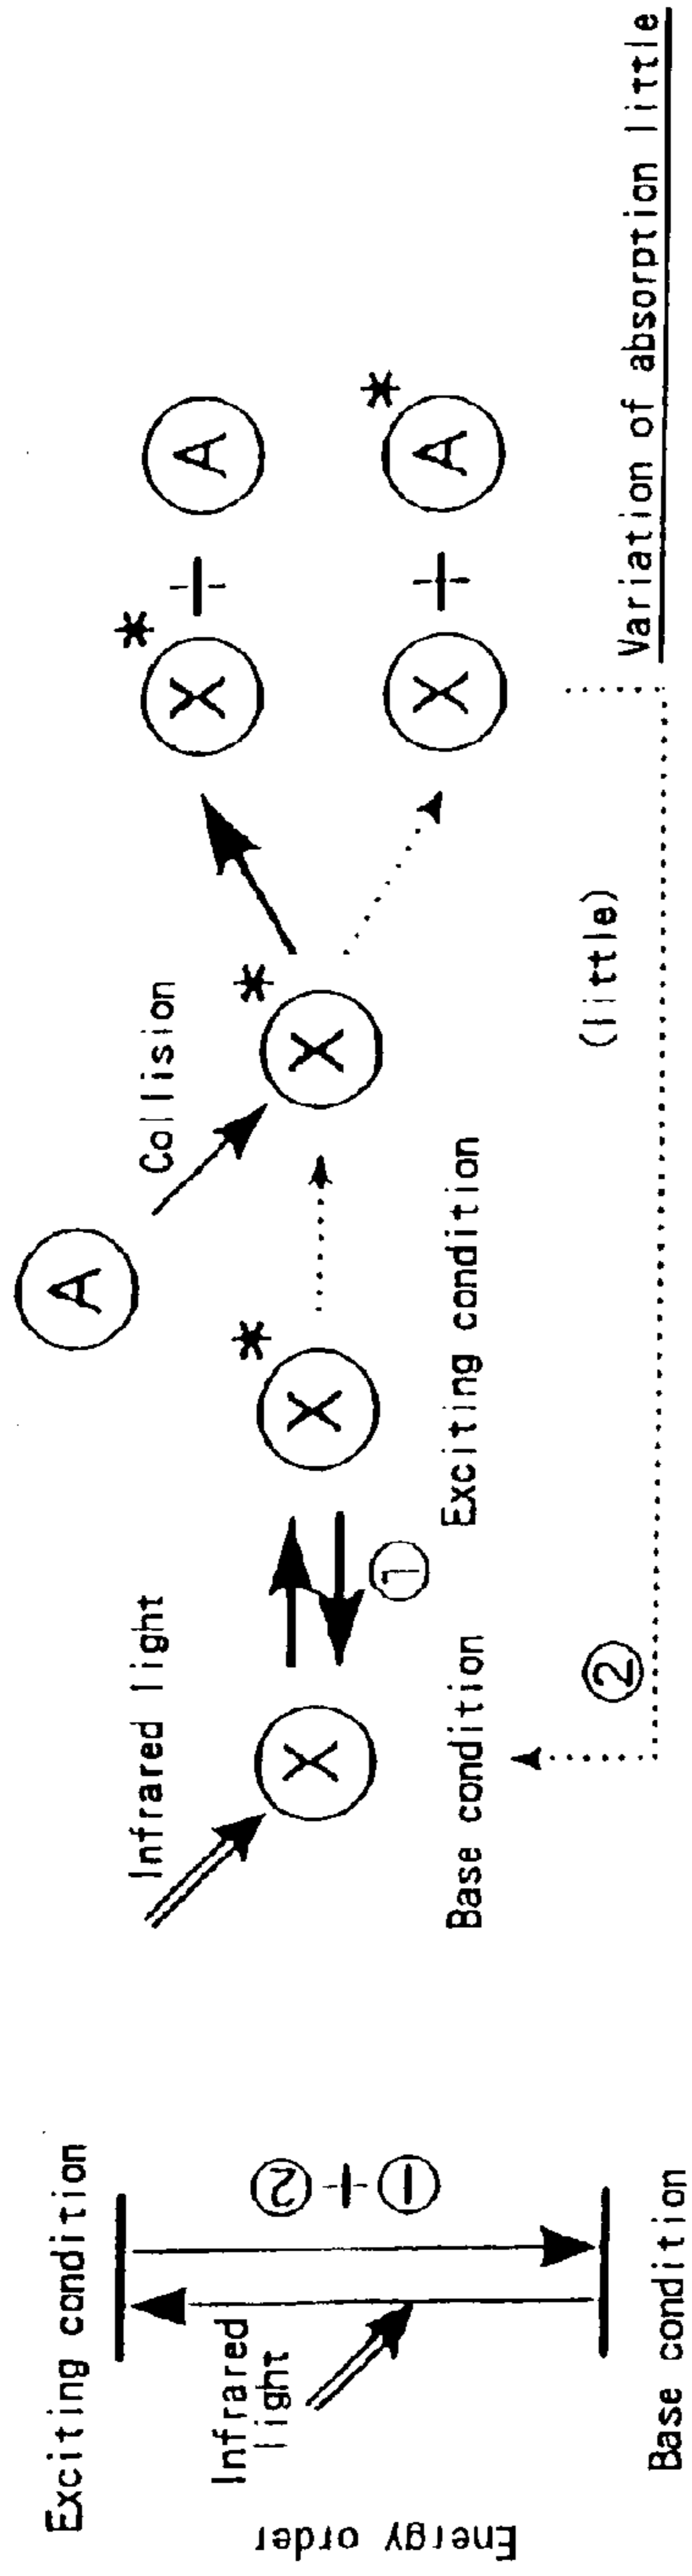 Exciting condition
Energy order
Infrared
light
② + ①
Base condition
Infrared light
X
Base condition
①
②
X *
Exciting condition
A
Collision
X *
X * + A
X + A *
(little)
Variation of absorption little